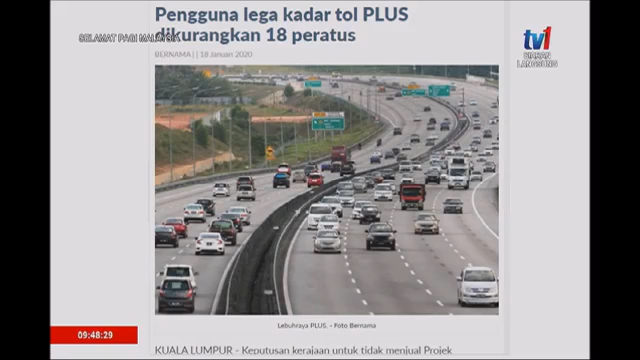 Pengguna lega kadar tol PLUS
dikurangkan 18 peratus
SELAMAT PAGI MALAYSIA
BERNAMA | 18 Januari 2020
tv1
SIARAN
LANGSUNG
Lebuhraya PLUS. - Foto Bernama
09:48:29
KUALA LUMPUR - Keputusan kerajaan untuk tidak menjual Projek